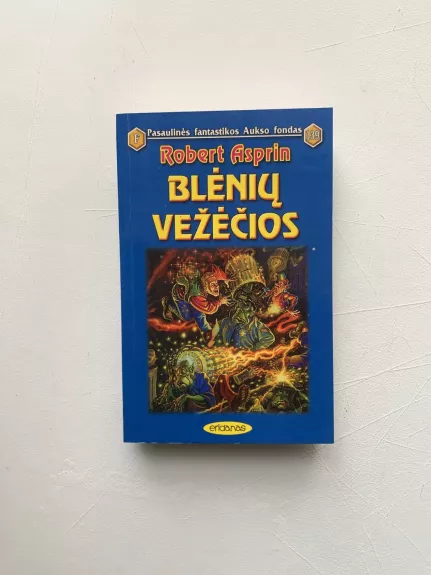 F Pasaulinės fantastikos Aukso fondas
Robert Asprin
BLĖNIŲ
VEŽĖČIOS
eridanas